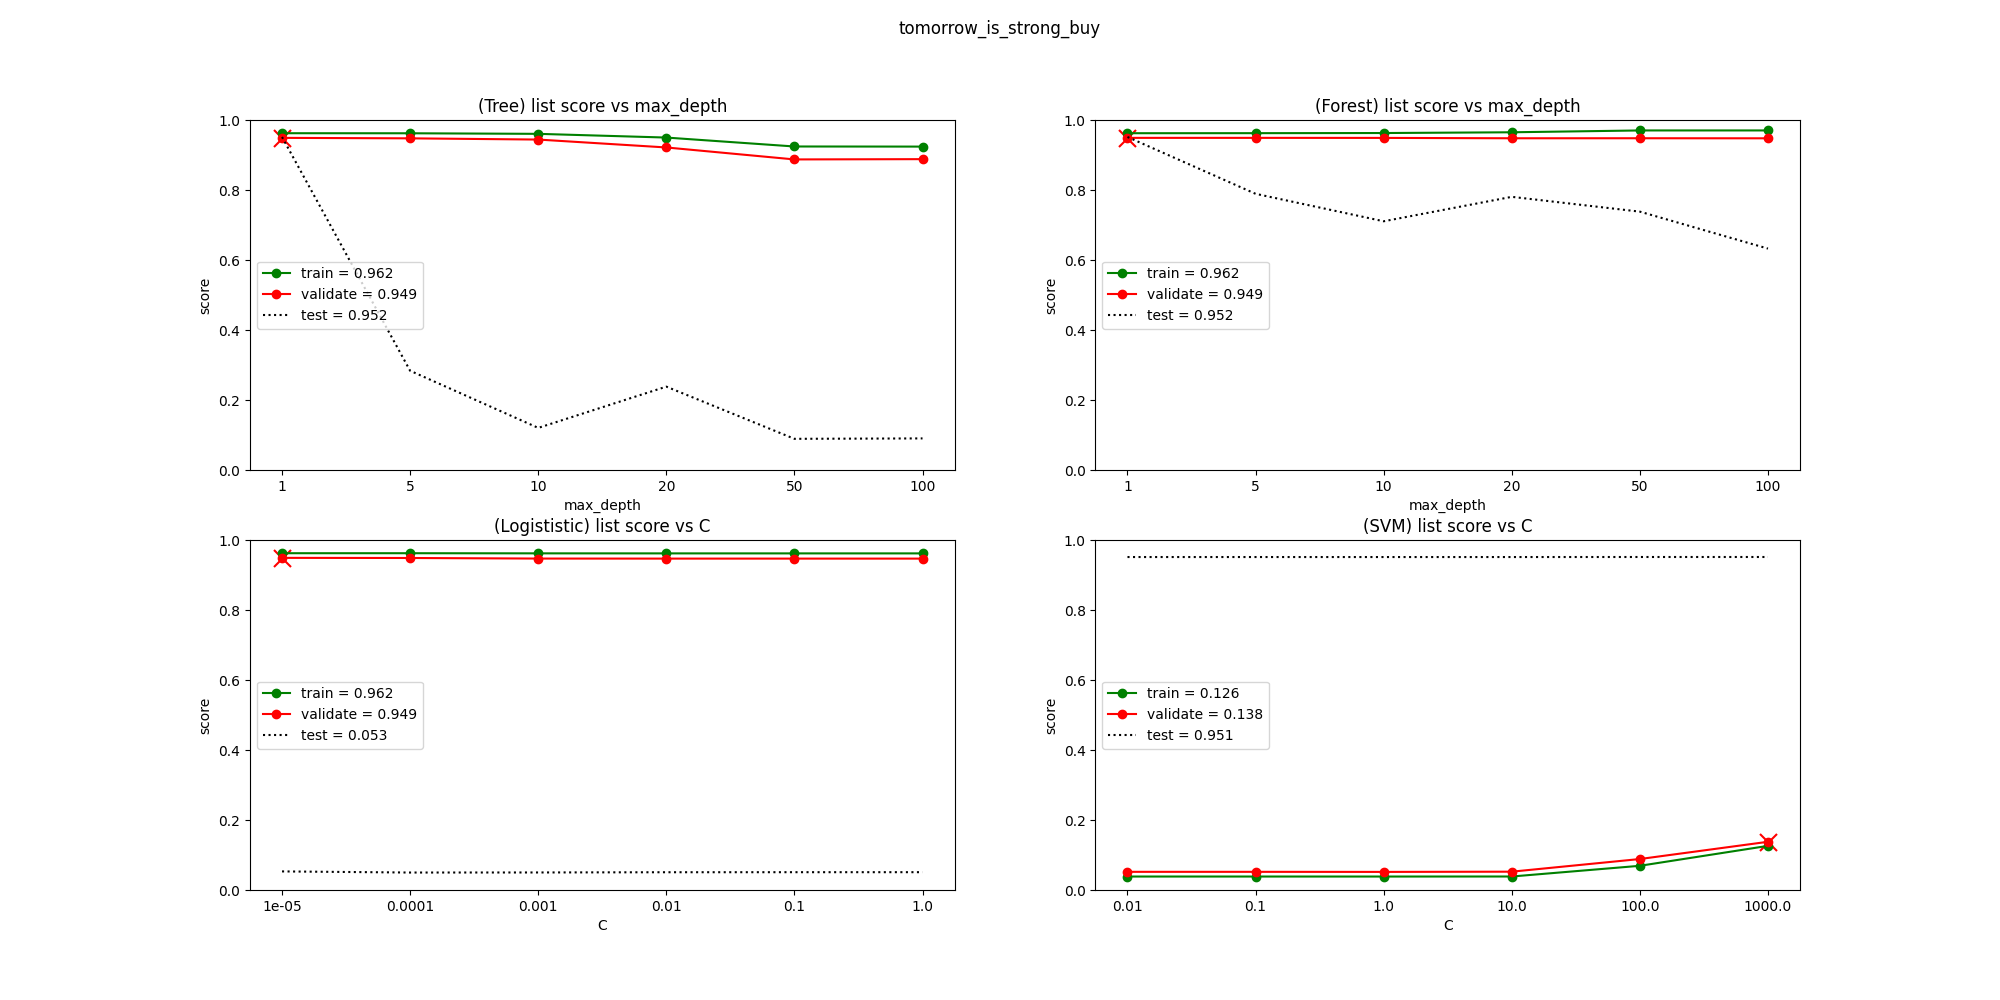 tomorrow_is_strong_buy
(Tree) list score vs max_depth
1.0
0.8
0.6
0.4
0.2
0.0
score
train = 0.962
validate = 0.949
test = 0.952
1 5 10 20 50 100
max_depth
(Forest) list score vs max_depth
1.0
0.8
0.6
0.4
0.2
0.0
score
train = 0.962
validate = 0.949
test = 0.952
1 5 10 20 50 100
max_depth
(Logististic) list score vs C
1.0
0.8
0.6
0.4
0.2
0.0
score
train = 0.962
validate = 0.949
test = 0.053
1e-05 0.0001 0.001 0.01 0.1 1.0
C
(SVM) list score vs C
1.0
0.8
0.6
0.4
0.2
0.0
score
train = 0.126
validate = 0.138
test = 0.951
0.01 0.1 1.0 10.0 100.0 1000.0
C